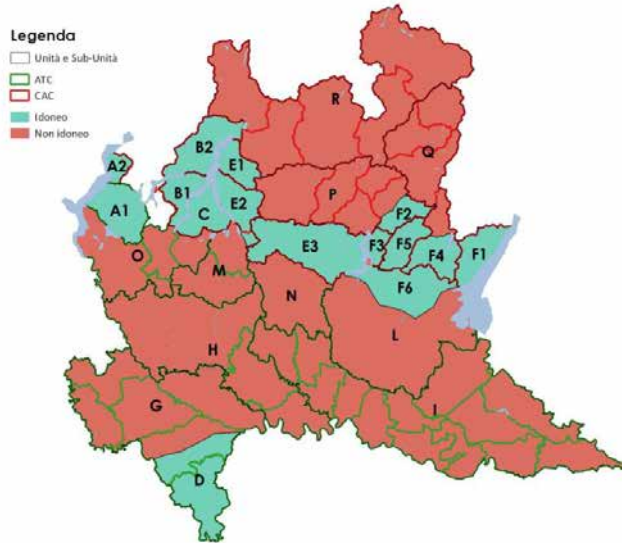 Legenda
Unità e Sub-Unità
ATC
CAC
Idoneo
Non idoneo
R
B2
E1
Q
A2
B1
P
A1
C
E2
F2
F3
F5
E3
F4
F1
O
M
F6
N
L
H
G
I
D